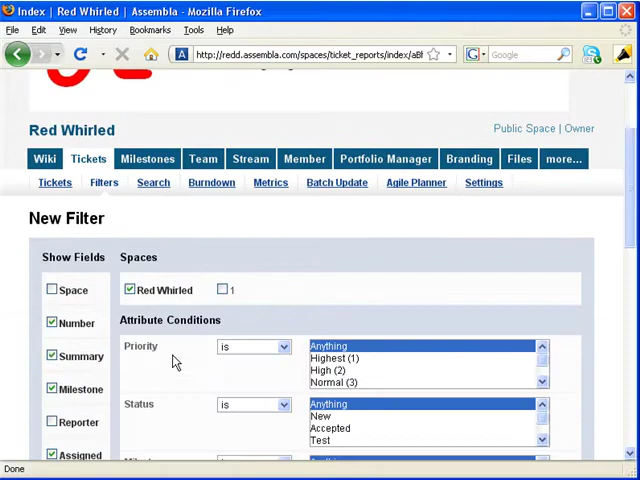 Index | Red Whirled | Assembla - Mozilla Firefox
File Edit View History Bookmarks Tools Help
A http://redd.assembla.com/spaces/ticket_reports/index/aBf G Google
Red Whirled
Public Space | Owner
Wiki Tickets Milestones Team Stream Member Portfolio Manager Branding Files more...
Tickets Filters Search Burndown Metrics Batch Update Agile Planner Settings
New Filter
Show Fields Spaces
Space Red Whirled 1
Number
Attribute Conditions
Summary
Priority is Anything
Highest (1)
High (2)
Normal (3)
Milestone
Status is Anything
New
Accepted
Test
Reporter
Assigned
Done